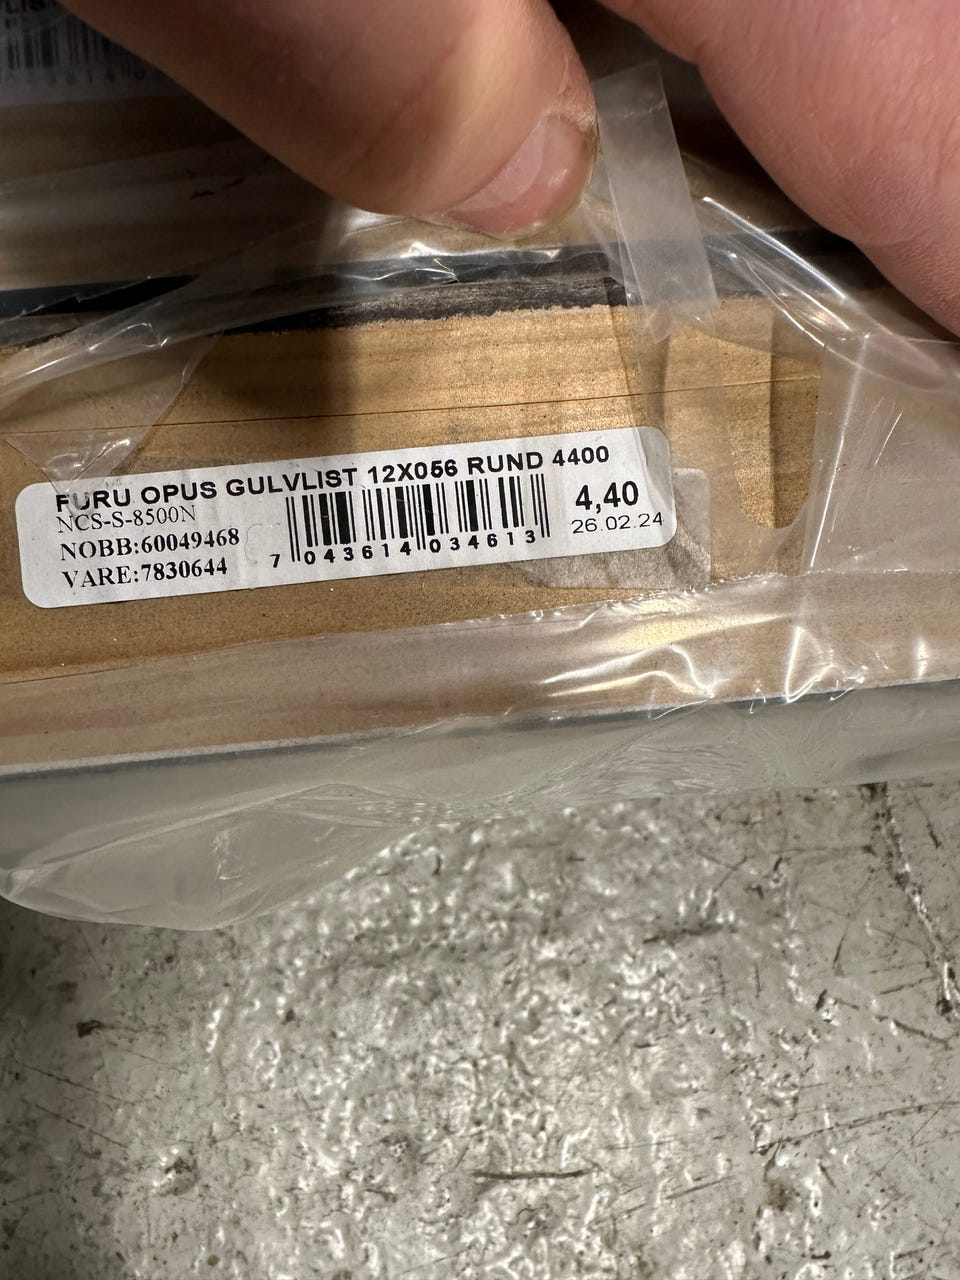 FURU OPUS GULVLIST 12X056 RUND 4400
NCS-S-8500N
4,40
NOBB:60049468
26.02.24
VARE:7830644
7 043614 034613